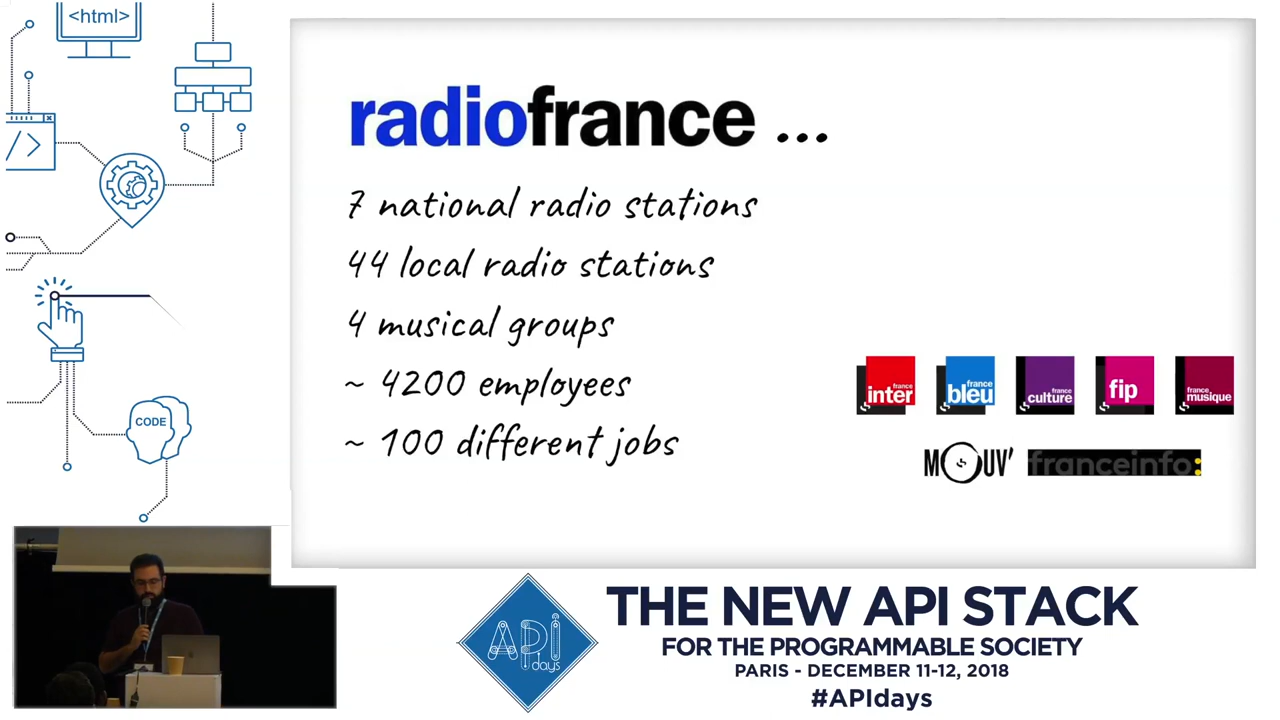 <html>
</>
CODE
radiofrance ...
7 national radio stations
44 local radio stations
4 musical groups
~ 4200 employees
~ 100 different jobs
france
inter
france
bleu
france
culture
fip
france
musique
MOUV'
franceinfo:
API
days
THE NEW API STACK
FOR THE PROGRAMMABLE SOCIETY
PARIS - DECEMBER 11-12, 2018
#APIdays